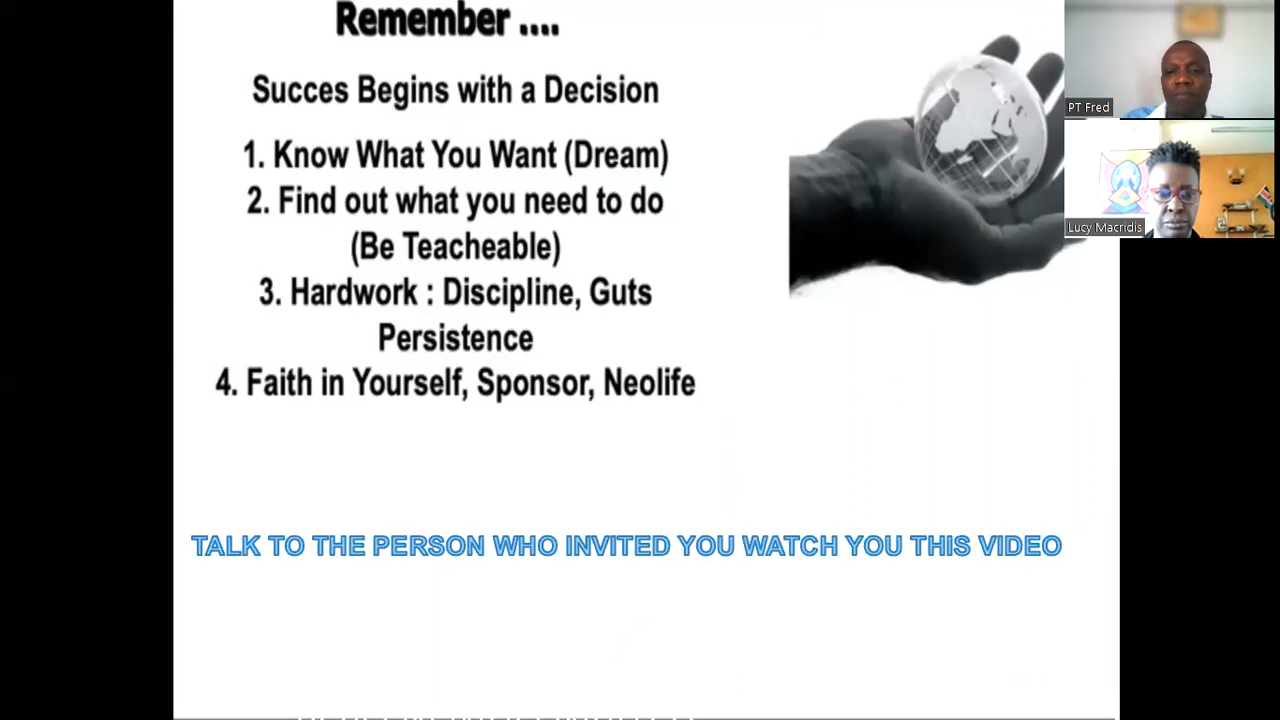 Remember ....
Succes Begins with a Decision
1. Know What You Want (Dream)
2. Find out what you need to do
(Be Teacheable)
3. Hardwork : Discipline, Guts
Persistence
4. Faith in Yourself, Sponsor, Neolife
TALK TO THE PERSON WHO INVITED YOU WATCH YOU THIS VIDEO
PT Fred
Lucy Macridis